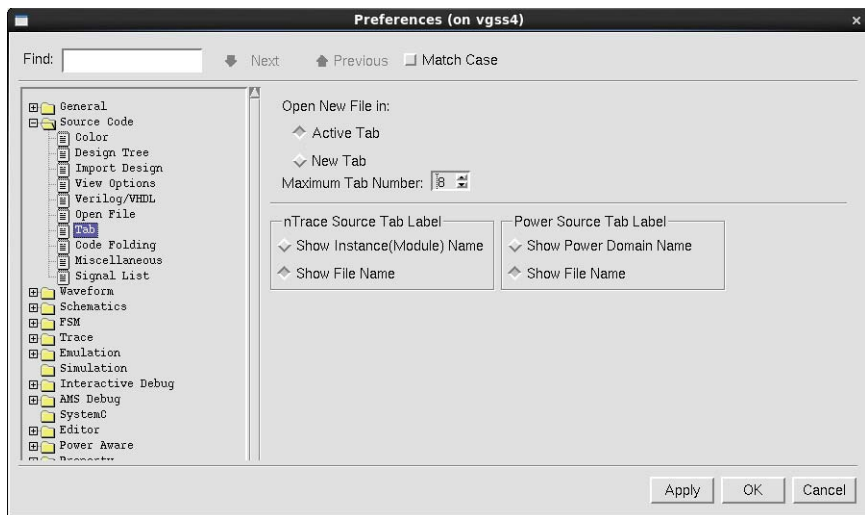 Preferences (on vgss4)
Find:
Next
Previous
Match Case
General
Source Code
Color
Design Tree
Import Design
View Options
Verilog/VHDL
Open File
Tab
Code Folding
Miscellaneous
Signal List
Waveform
Schematics
FSM
Trace
Emulation
Simulation
Interactive Debug
AMS Debug
SystemC
Editor
Power Aware
Property
Open New File in:
Active Tab
New Tab
Maximum Tab Number: 8
nTrace Source Tab Label
Show Instance(Module) Name
Show File Name
Power Source Tab Label
Show Power Domain Name
Show File Name
Apply
OK
Cancel